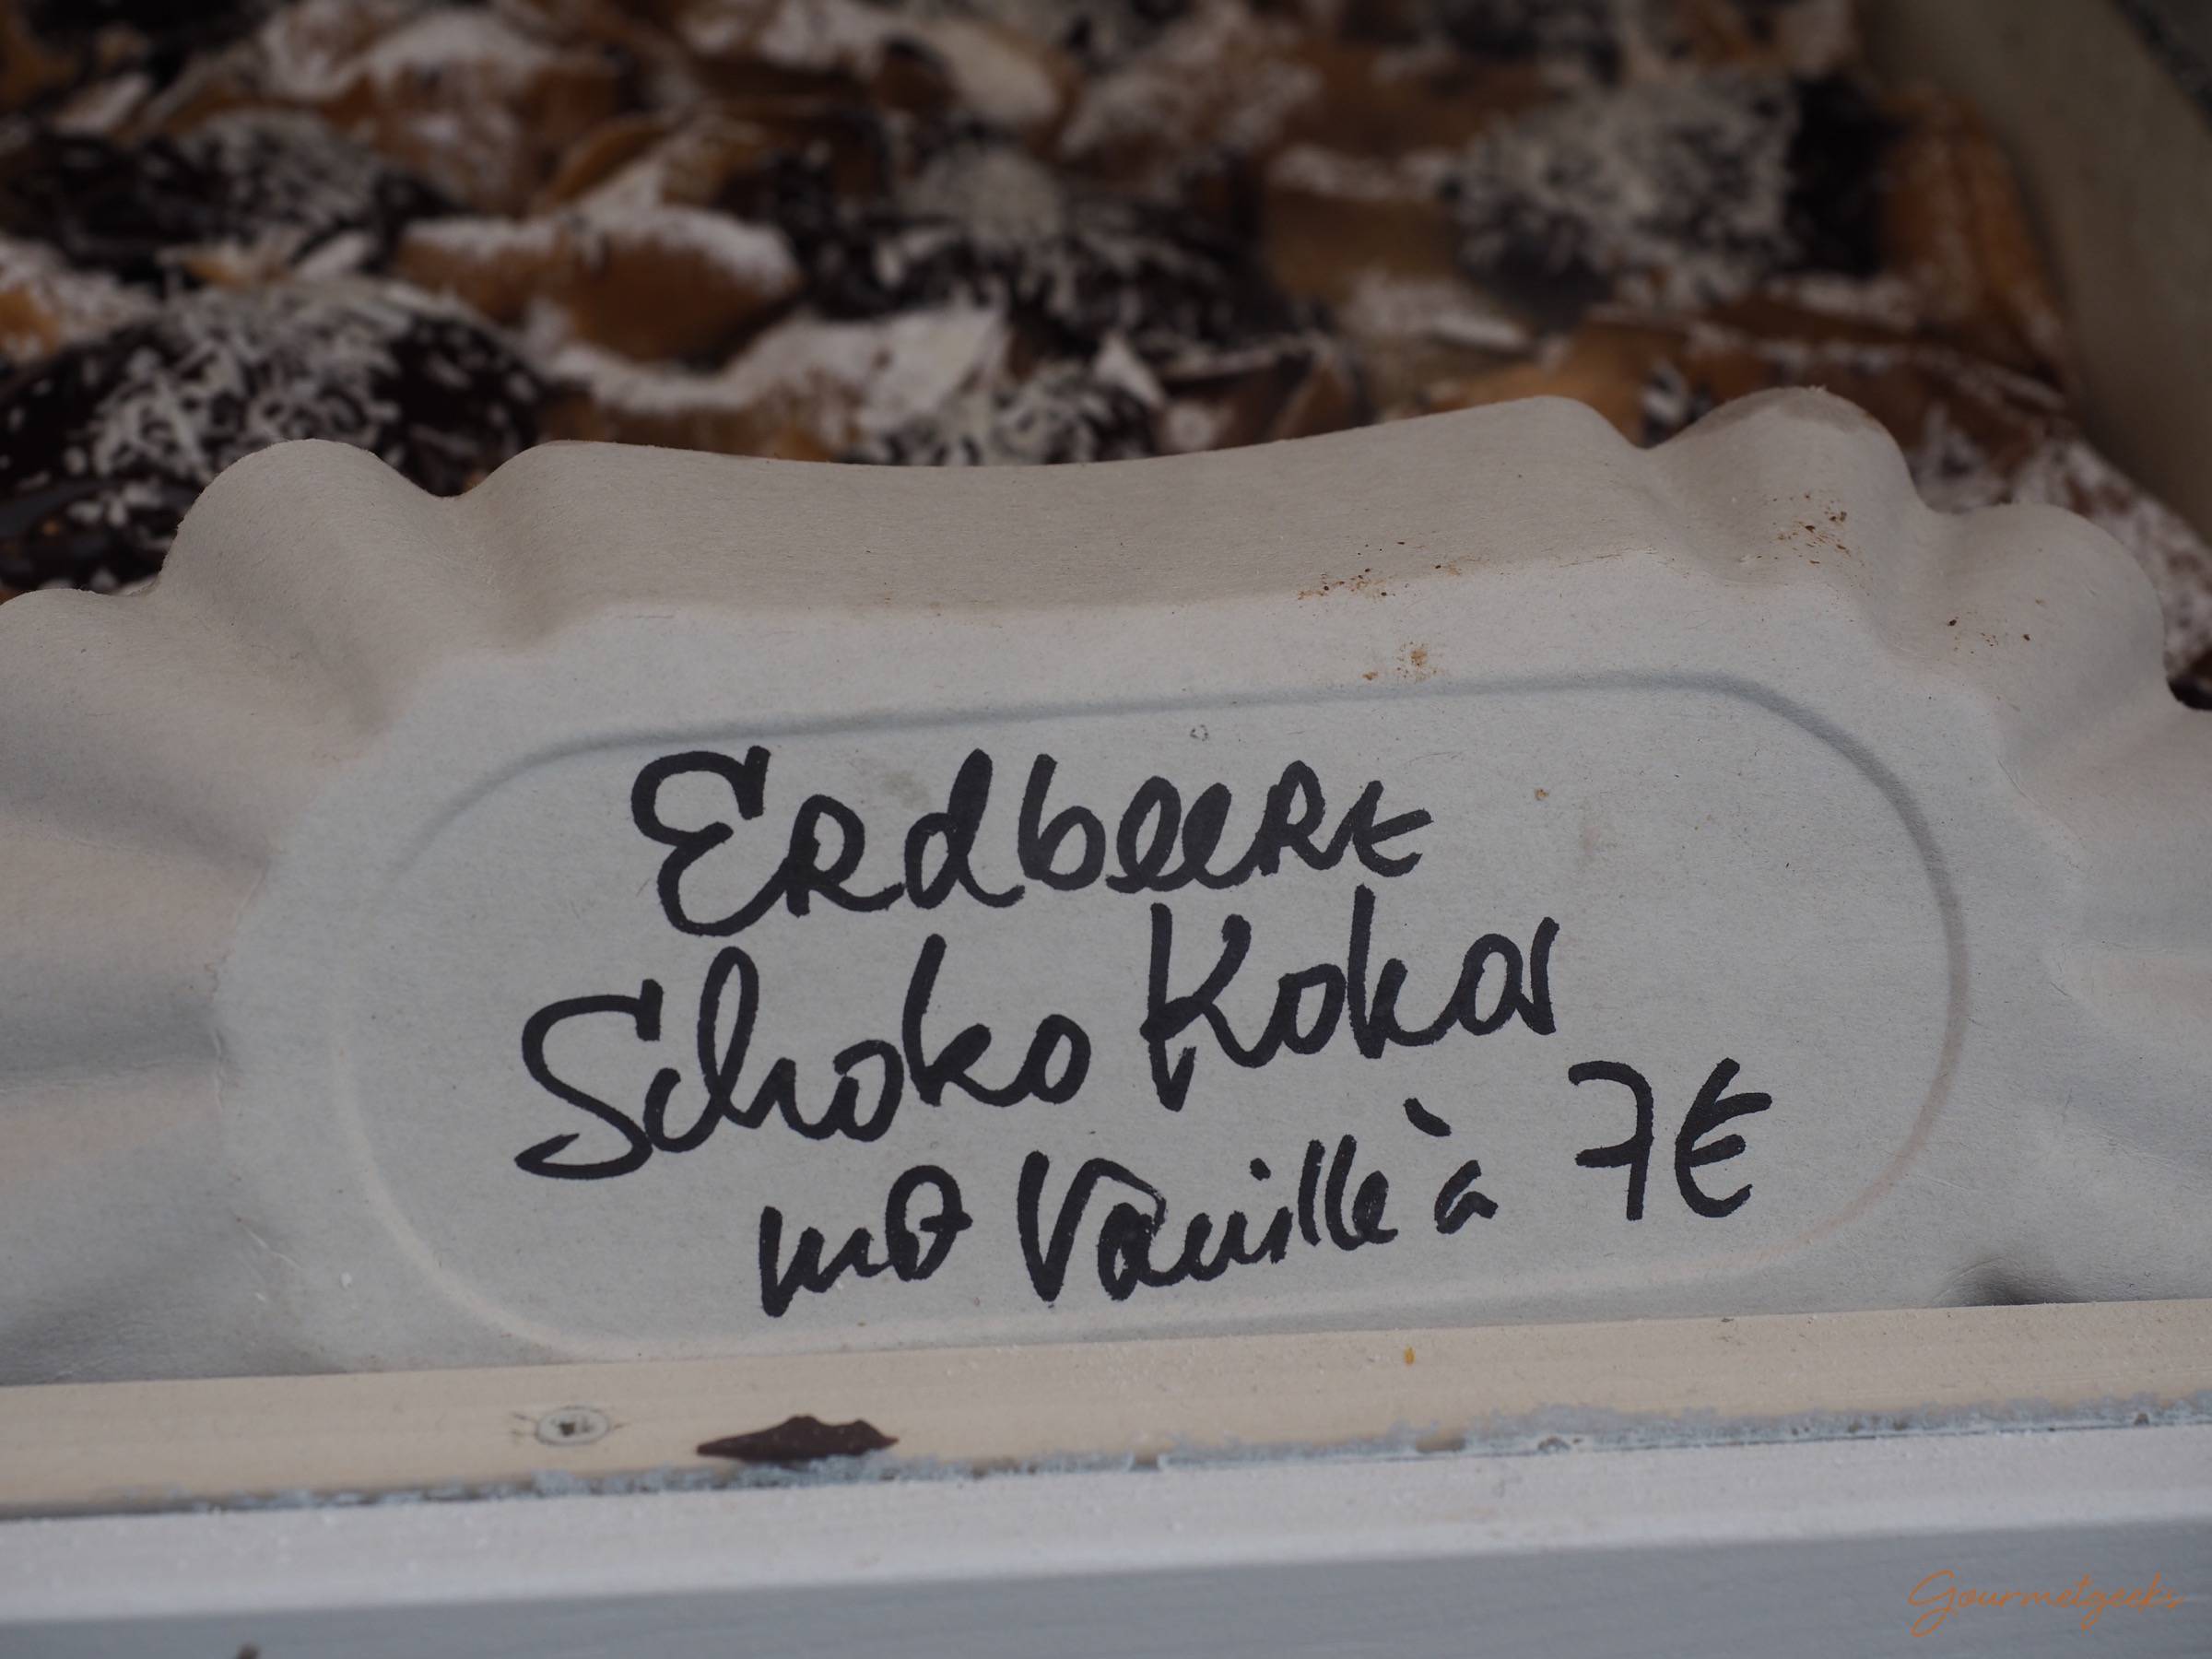 Erdbeere
Schoko Kokos
mit Vanille à 7€
Gourmetgeeks